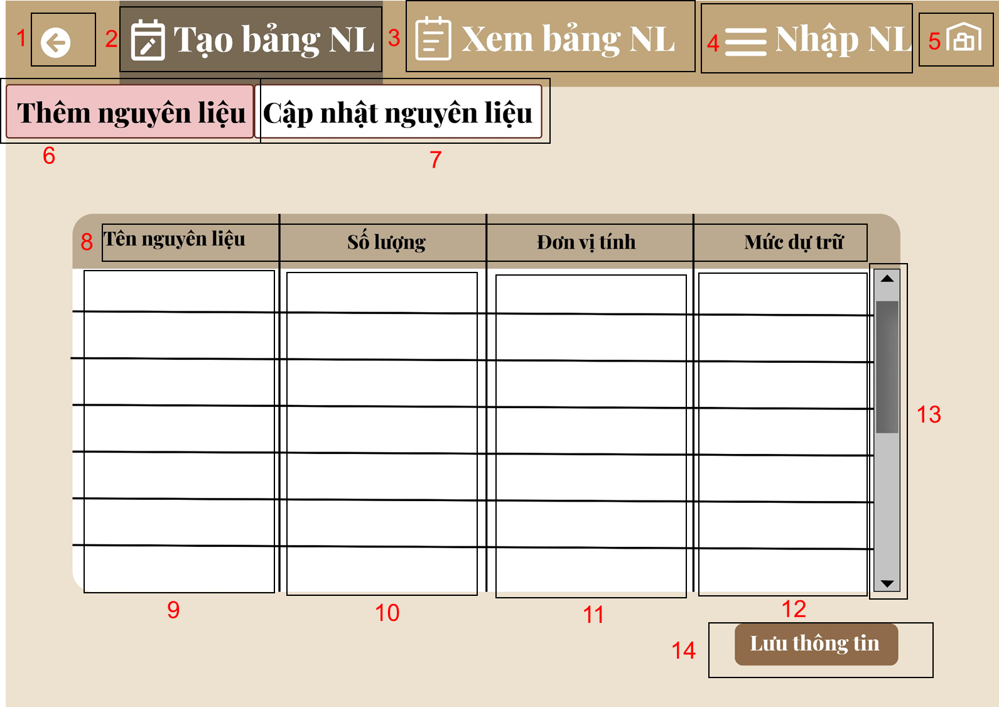 1
2 Tạo bảng NL
3 Xem bảng NL
4 Nhập NL
5
Thêm nguyên liệu
Cập nhật nguyên liệu
6
7
8 Tên nguyên liệu
Số lượng
Đơn vị tính
Mức dự trữ
13
9
10
11
12
14 Lưu thông tin